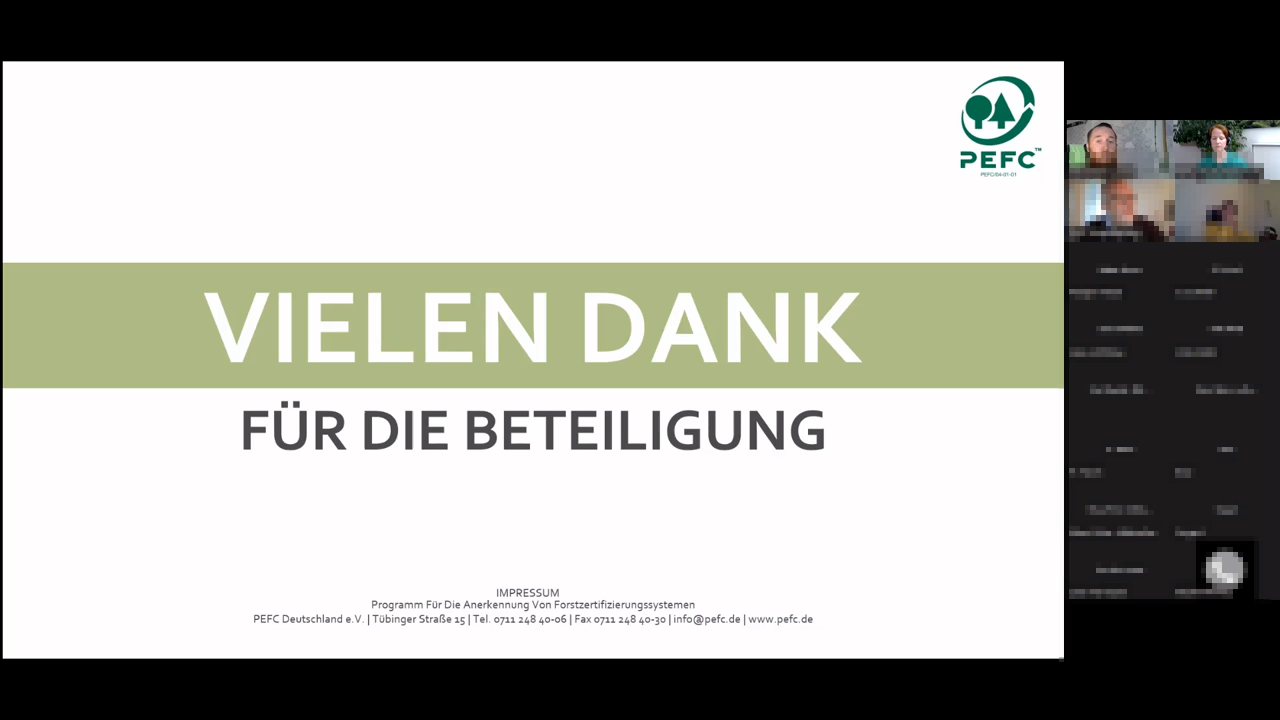 PEFC™
PEFC/04-01-01
VIELEN DANK
FÜR DIE BETEILIGUNG
IMPRESSUM
Programm Für Die Anerkennung Von Forstzertifizierungssystemen
PEFC Deutschland e.V. | Tübinger Straße 15 | Tel. 0711 248 40-06 | Fax 0711 248 40-30 | info@pefc.de | www.pefc.de